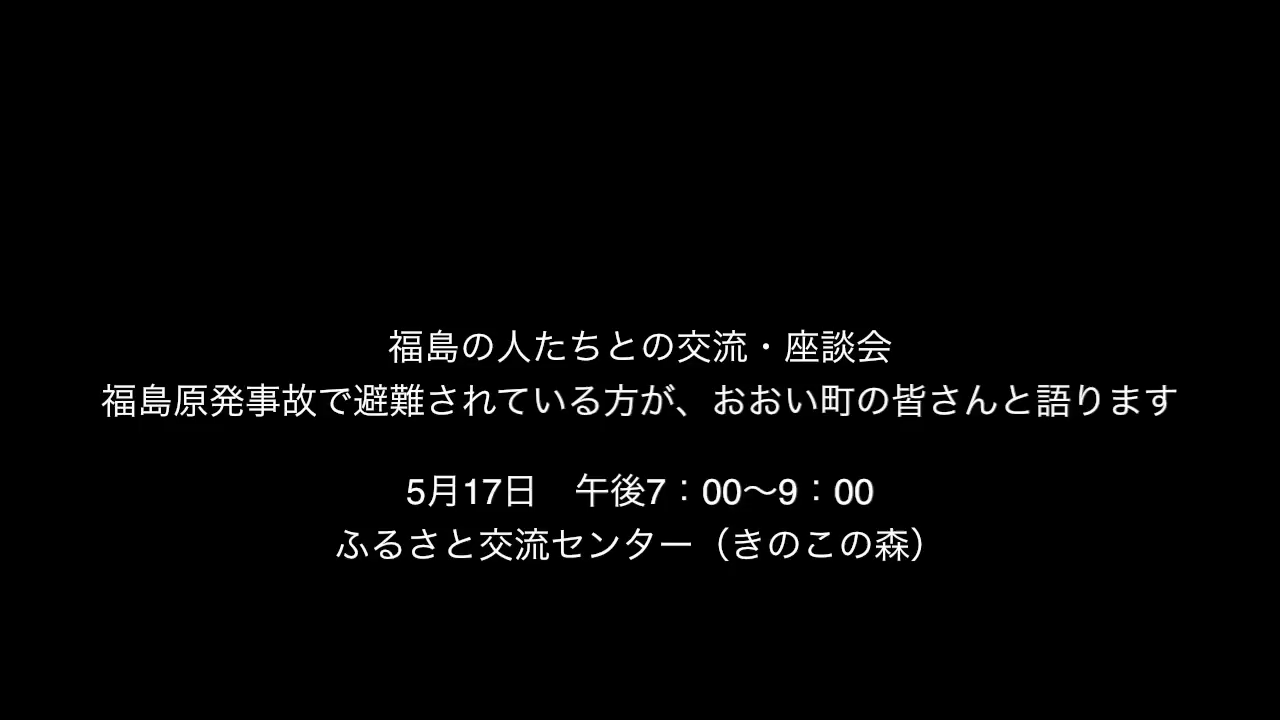 福島の人たちとの交流・座談会
福島原発事故で避難されている方が、おおい町の皆さんと語ります
5月17日　午後7：00〜9：00
ふるさと交流センター（きのこの森）